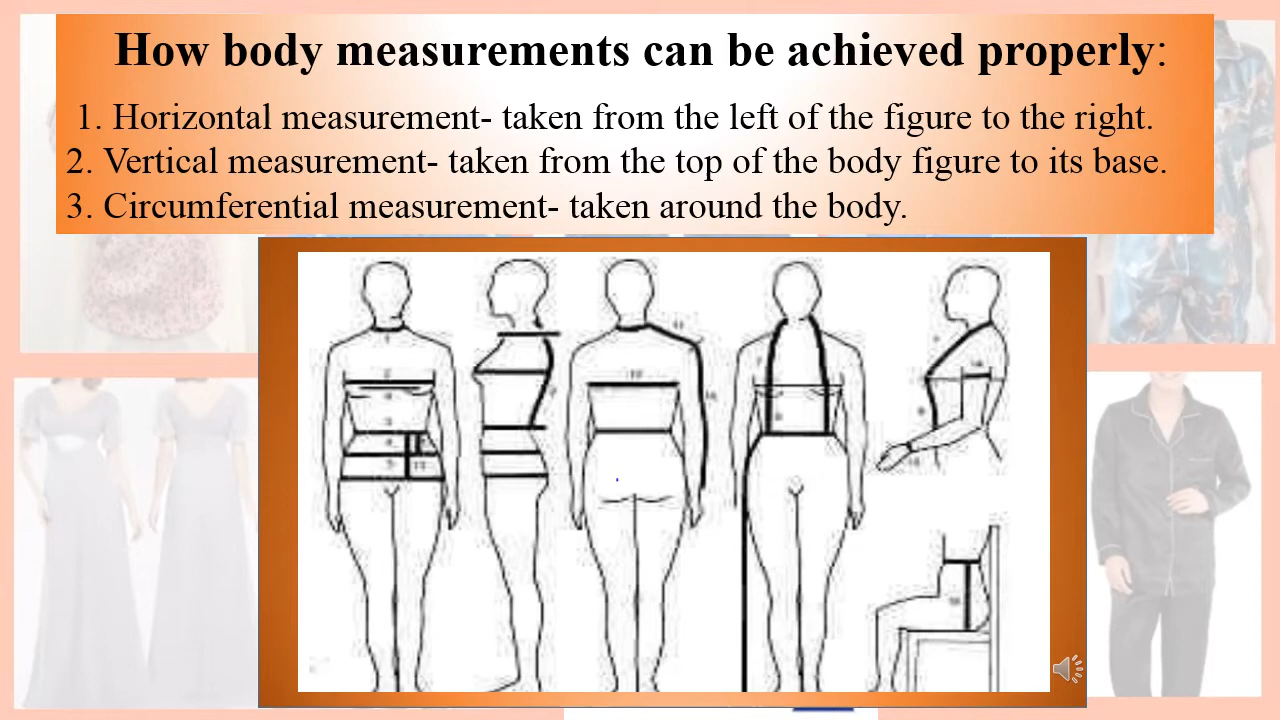 How body measurements can be achieved properly:
1. Horizontal measurement- taken from the left of the figure to the right.
2. Vertical measurement- taken from the top of the body figure to its base.
3. Circumferential measurement- taken around the body.